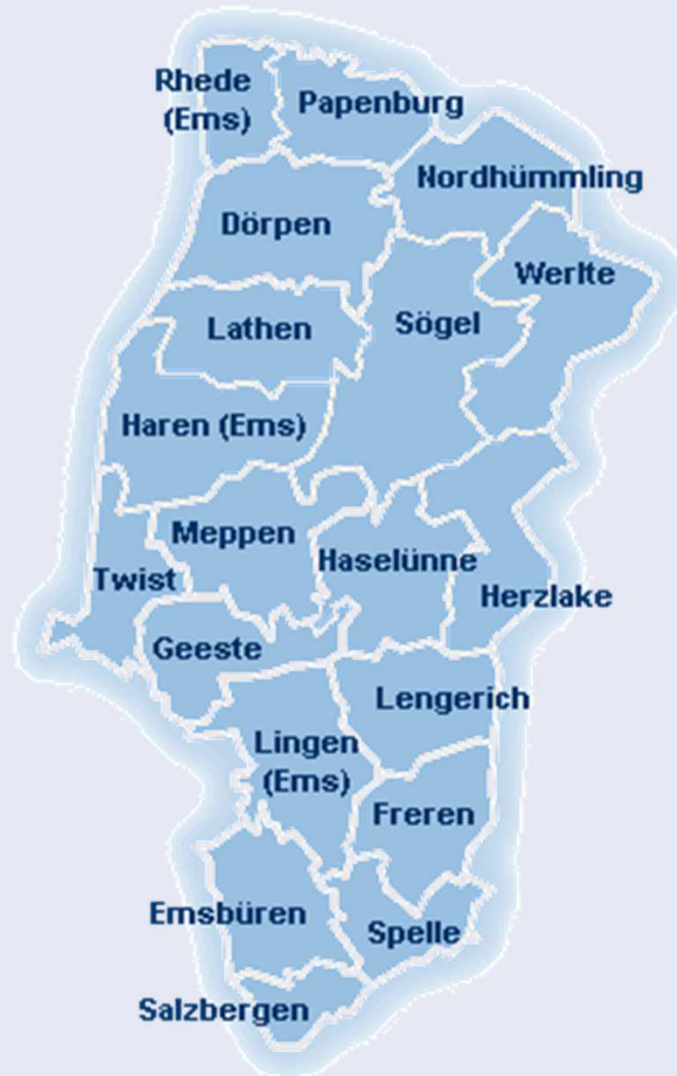 Rhede
(Ems)
Papenburg
Nordhümmling
Dörpen
Werlte
Lathen
Sögel
Haren (Ems)
Meppen
Haselünne
Twist
Herzlake
Geeste
Lengerich
Lingen
(Ems)
Freren
Emsbüren
Spelle
Salzbergen